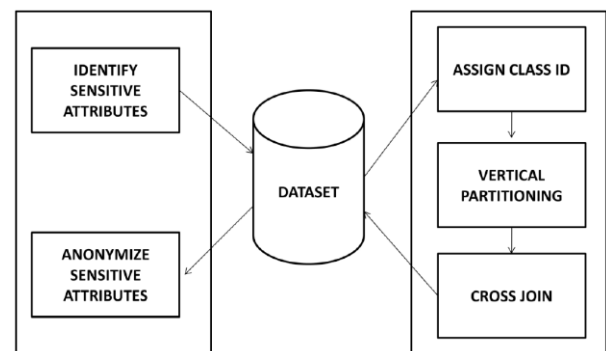 IDENTIFY
SENSITIVE
ATTRIBUTES
ANONYMIZE
SENSITIVE
ATTRIBUTES
DATASET
ASSIGN CLASS ID
VERTICAL
PARTITIONING
CROSS JOIN